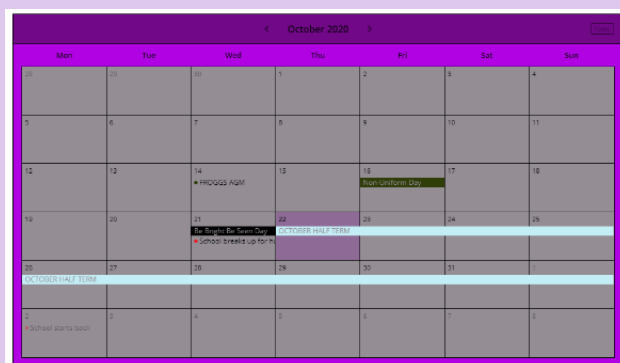 < October 2020 >
Mon Tue Wed Thu Fri Sat Sun
28 29 30 1 2 3 4
5 6 7 8 9 10 11
12 13 14 15 16 17 18
• FROGGS AGM Non-Uniform Day
19 20 21 22 23 24 25
Be Bright Be Seen Day OCTOBER HALF TERM
• School breaks up for
26 27 28 29 30 31 1
OCTOBER HALF TERM
2 3 4 5 6 7 8
• School starts back